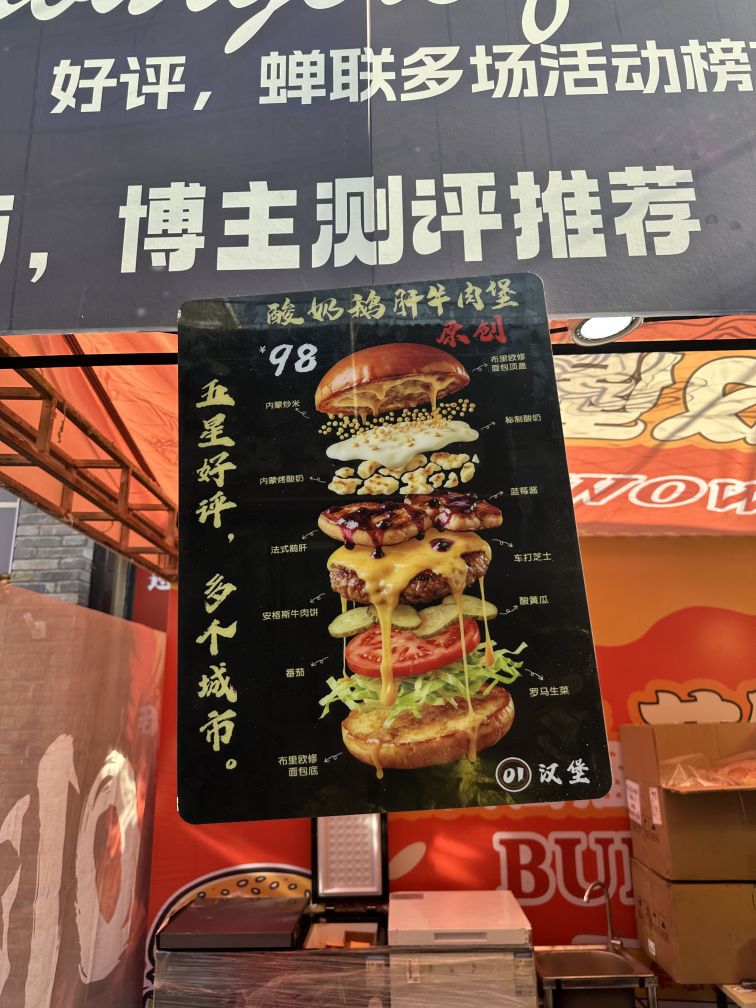 好评，蝉联多场活动榜
，博主测评推荐
酸奶鹅肝牛肉堡
原创
¥98
五星好评，多个城市。
布里欧修
面包顶盖
内蒙炒米
秘制酸奶
内蒙烤酸奶
蓝莓酱
法式鹅肝
车打芝士
安格斯牛肉饼
酸黄瓜
番茄
罗马生菜
布里欧修
面包底
01 汉堡
WOW
BUR